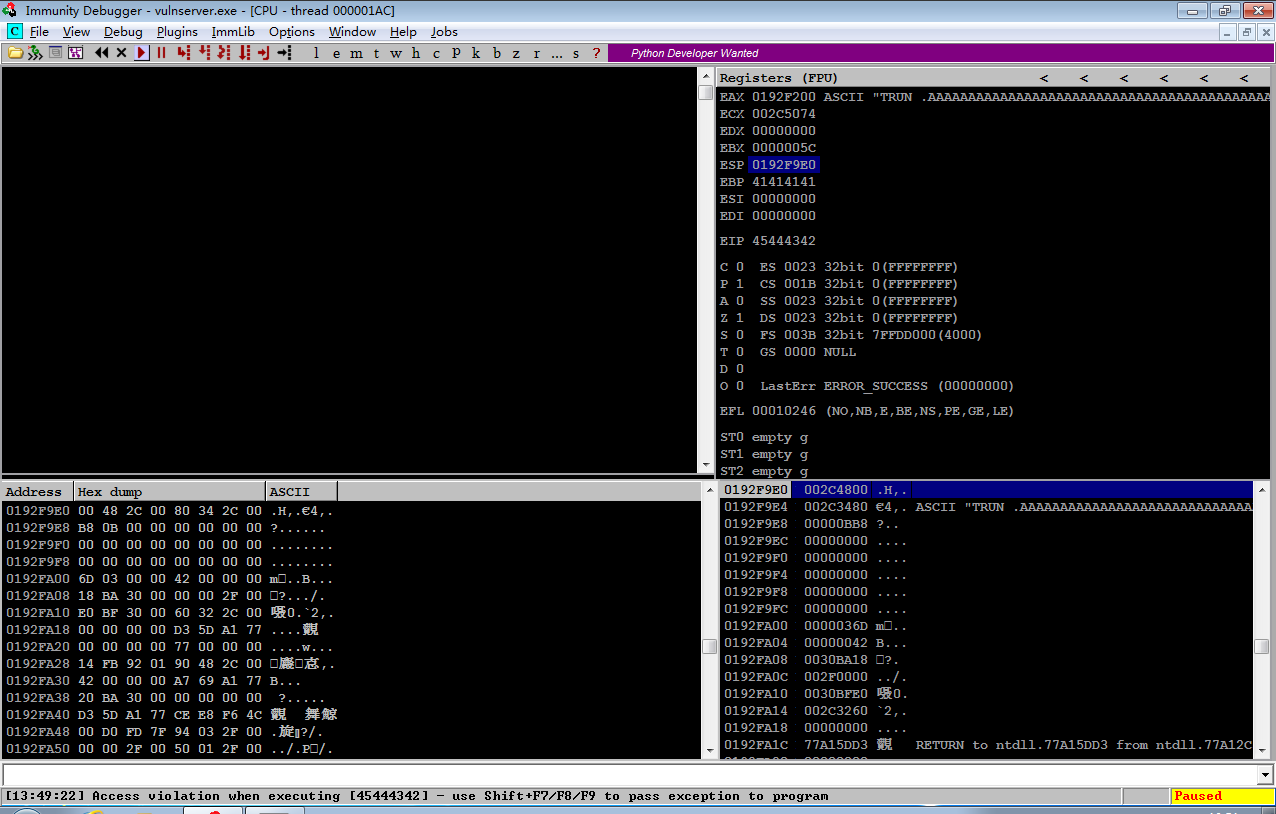 Immunity Debugger - vulnserver.exe - [CPU - thread 000001AC]
C File View Debug Plugins ImmLib Options Window Help Jobs
l e m t w h c P k b z r ... s ? Python Developer Wanted
Registers (FPU) < < < < < <
EAX 0192F200 ASCII "TRUN .AAAAAAAAAAAAAAAAAAAAAAAAAAAAAAAAAAAAAAAAAAA
ECX 002C5074
EDX 00000000
EBX 0000005C
ESP 0192F9E0
EBP 41414141
ESI 00000000
EDI 00000000
EIP 45444342
C 0 ES 0023 32bit 0(FFFFFFFF)
P 1 CS 001B 32bit 0(FFFFFFFF)
A 0 SS 0023 32bit 0(FFFFFFFF)
Z 1 DS 0023 32bit 0(FFFFFFFF)
S 0 FS 003B 32bit 7FFDD000(4000)
T 0 GS 0000 NULL
D 0
O 0 LastErr ERROR_SUCCESS (00000000)
EFL 00010246 (NO,NB,E,BE,NS,PE,GE,LE)
ST0 empty g
ST1 empty g
ST2 empty g
Address Hex dump ASCII
0192F9E0 00 48 2C 00 80 34 2C 00 .H,.€4,.
0192F9E8 B8 0B 00 00 00 00 00 00 ?......
0192F9F0 00 00 00 00 00 00 00 00 ........
0192F9F8 00 00 00 00 00 00 00 00 ........
0192FA00 6D 03 00 00 42 00 00 00 m□..B...
0192FA08 18 BA 30 00 00 00 2F 00 □?.../.
0192FA10 E0 BF 30 00 60 32 2C 00 嗫0.`2,.
0192FA18 00 00 00 00 D3 5D A1 77 ....觀
0192FA20 00 00 00 00 77 00 00 00 ....w...
0192FA28 14 FB 92 01 90 48 2C 00
0192FA30 42 00 00 00 A7 69 A1 77 B...
0192FA38 20 BA 30 00 00 00 00 00 ?.....
0192FA40 D3 5D A1 77 CE E8 F6 4C 觀 舞鯨
0192FA48 00 D0 FD 7F 94 03 2F 00
0192FA50 00 00 2F 00 50 01 2F 00 ../.P□/.
0192F9E0 002C4800 .H,.
0192F9E4 002C3480 €4,. ASCII "TRUN .AAAAAAAAAAAAAAAAAAAAAAAAAAAAA
0192F9E8 00000BB8 ?..
0192F9EC 00000000 ....
0192F9F0 00000000 ....
0192F9F4 00000000 ....
0192F9F8 00000000 ....
0192F9FC 00000000 ....
0192FA00 0000036D m□..
0192FA04 00000042 B...
0192FA08 0030BA18 □?.
0192FA0C 002F0000 ../.
0192FA10 0030BFE0 嗫0.
0192FA14 002C3260 `2,.
0192FA18 00000000 ....
0192FA1C 77A15DD3 觀 RETURN to ntdll.77A15DD3 from ntdll.77A12C
[13:49:22] Access violation when executing [45444342] - use Shift+F7/F8/F9 to pass exception to program
Paused